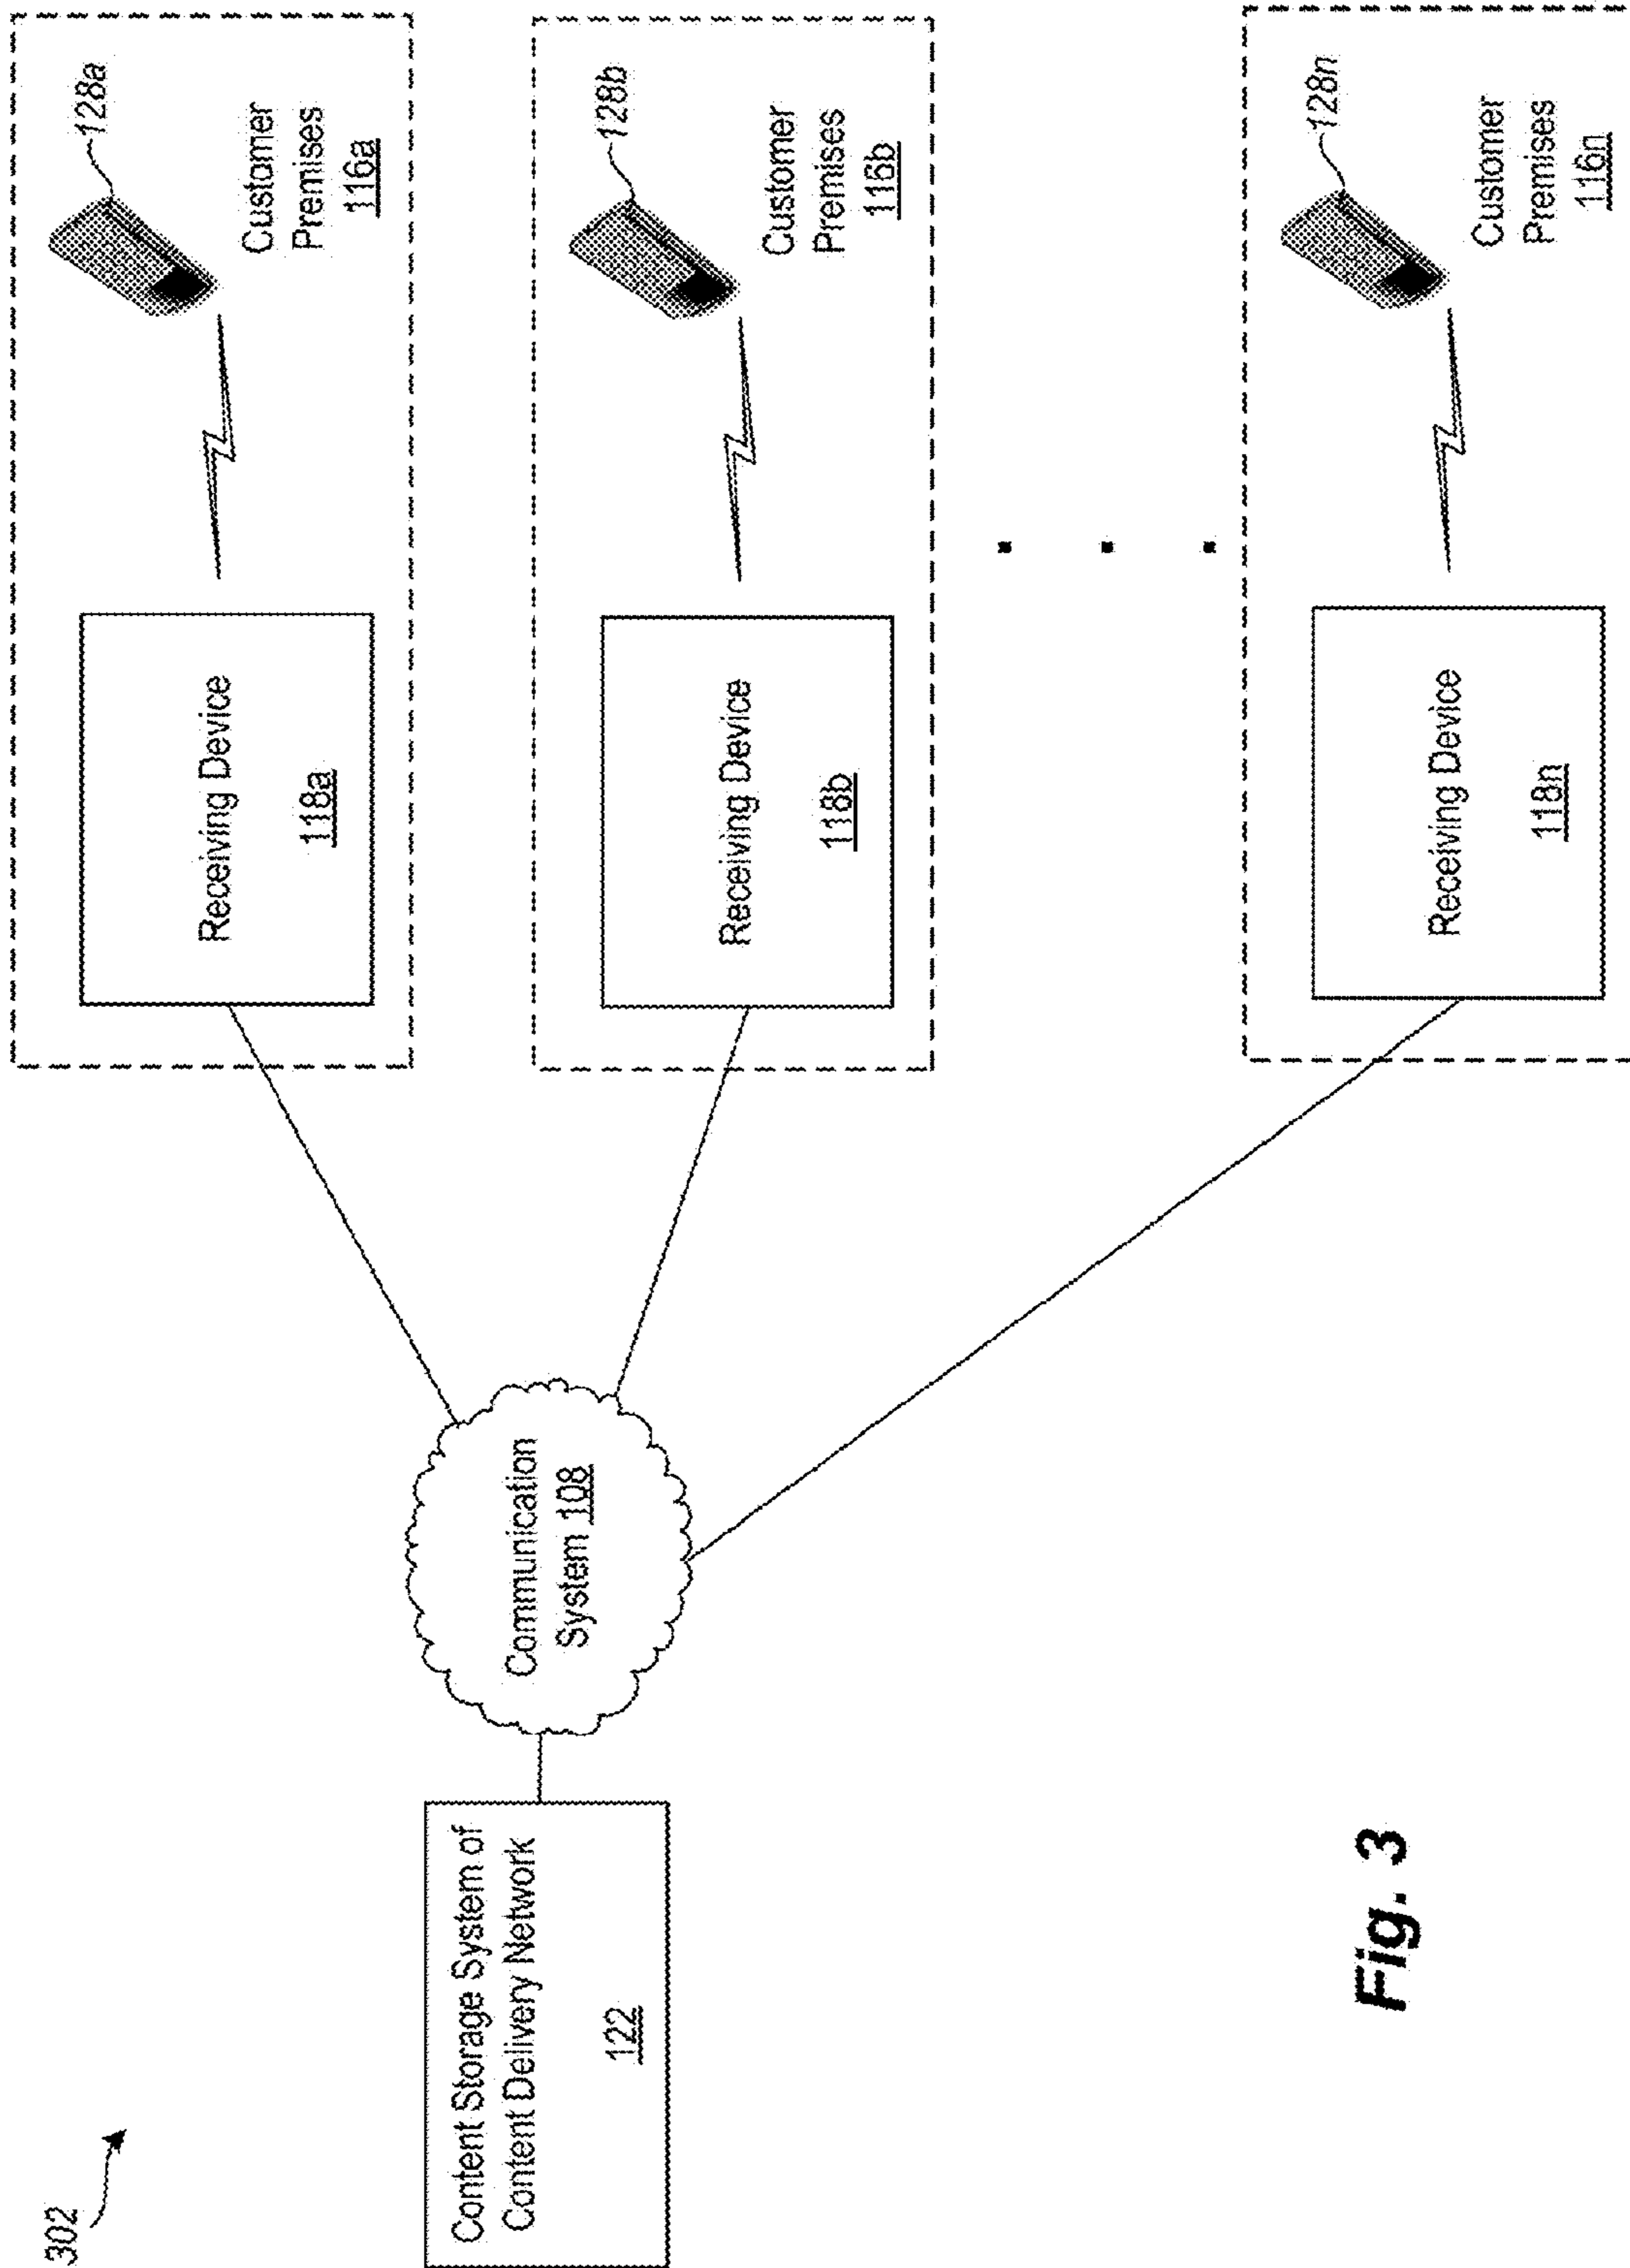 302
Content Storage System of
Content Delivery Network
122
Communication
System 108
Receiving Device
118a
128a
Customer
Premises
116a
Receiving Device
118b
128b
Customer
Premises
116b
Receiving Device
118n
128n
Customer
Premises
116n
Fig. 3